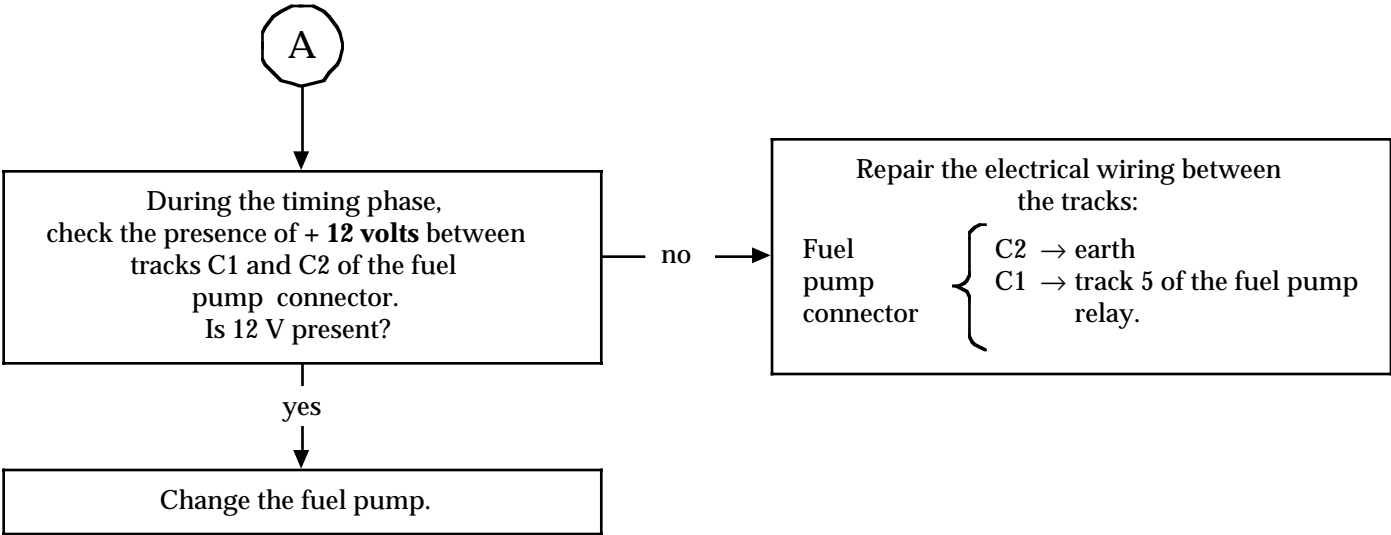 A
During the timing phase,
check the presence of + 12 volts between
tracks C1 and C2 of the fuel
pump connector.
Is 12 V present?
no
Repair the electrical wiring between
the tracks:
Fuel
pump
connector
C2 → earth
C1 → track 5 of the fuel pump
relay.
yes
Change the fuel pump.